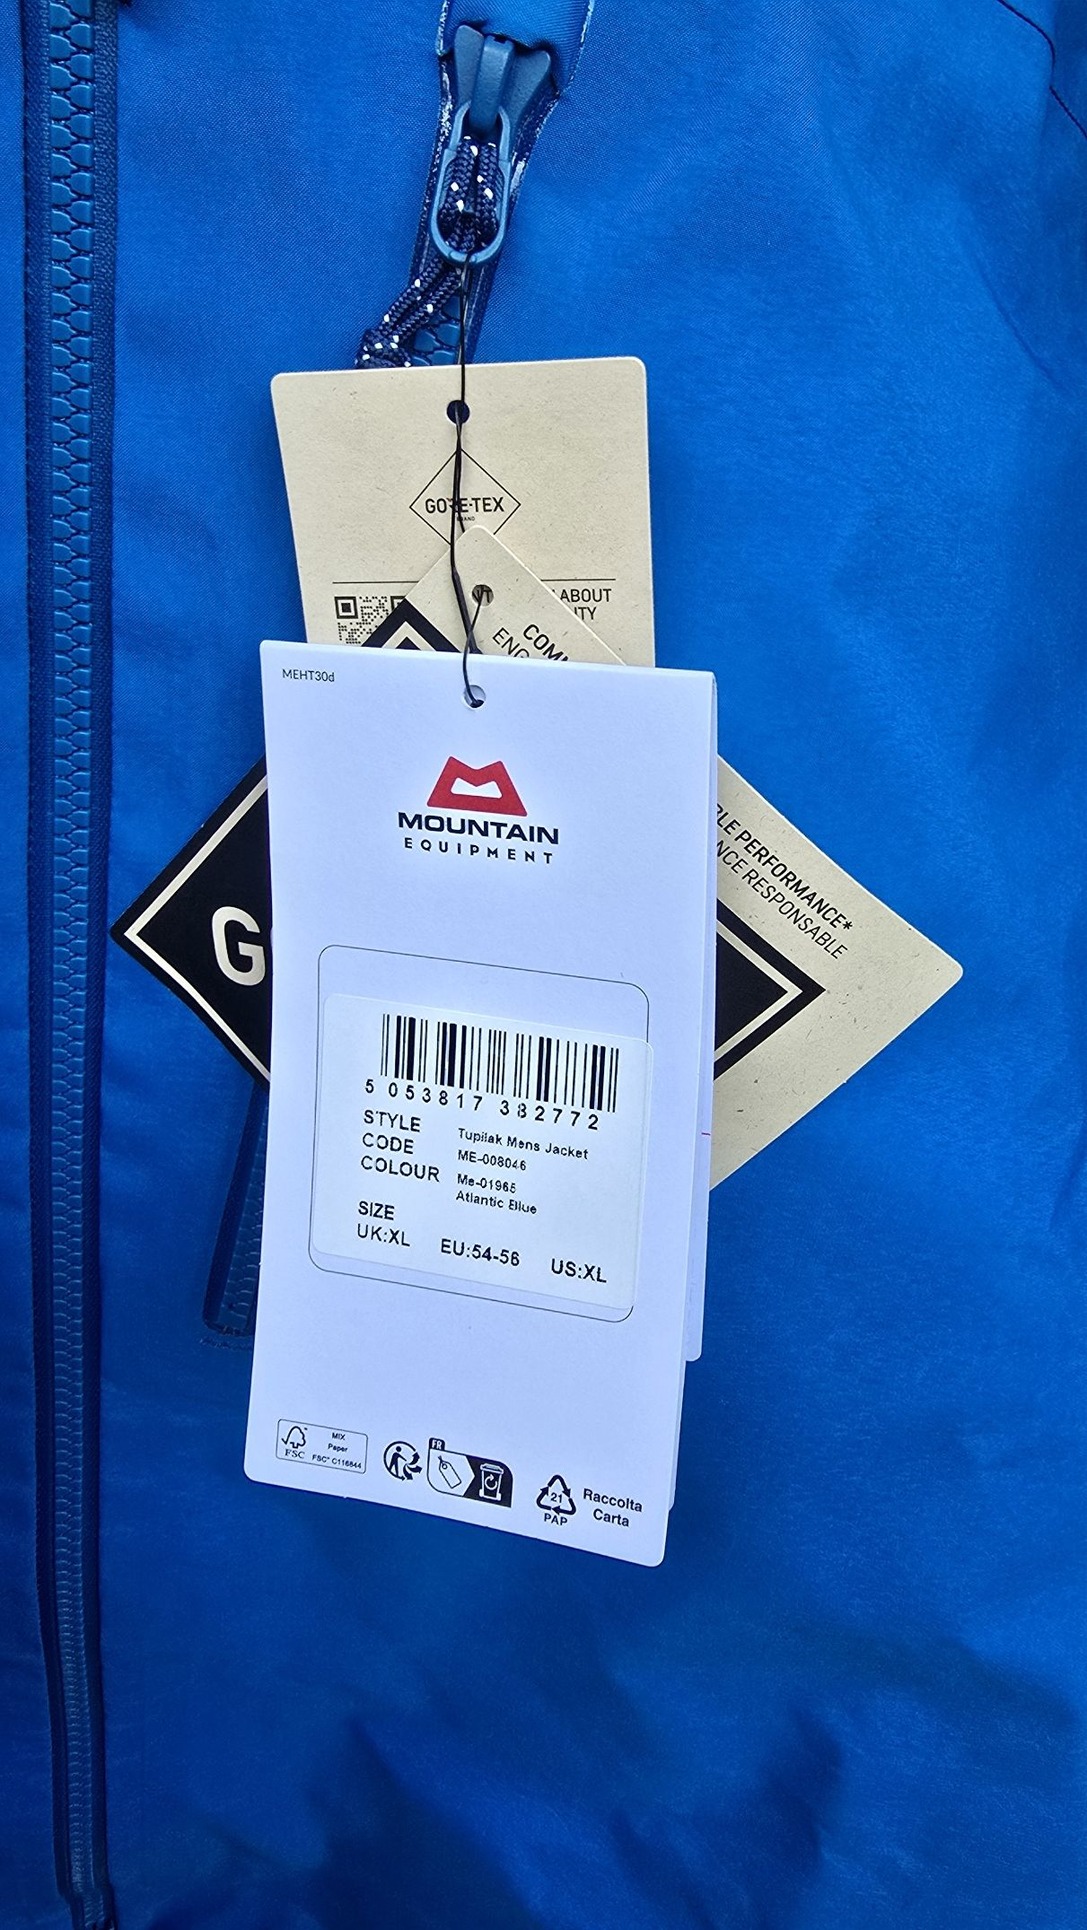 GORE-TEX
BRAND
ABOUT
ITY
ENG
MEHT30d
MOUNTAIN
EQUIPMENT
G
LE PERFORMANCE*
NCE RESPONSABLE
5 053817 382772
STYLE Tupilak Mens Jacket
CODE ME-008046
COLOUR Me-01965
Atlantic Blue
SIZE
UK:XL EU:54-56 US:XL
FSC
MIX
Paper
FSC® C116844
FR
21
PAP
Raccolta
Carta